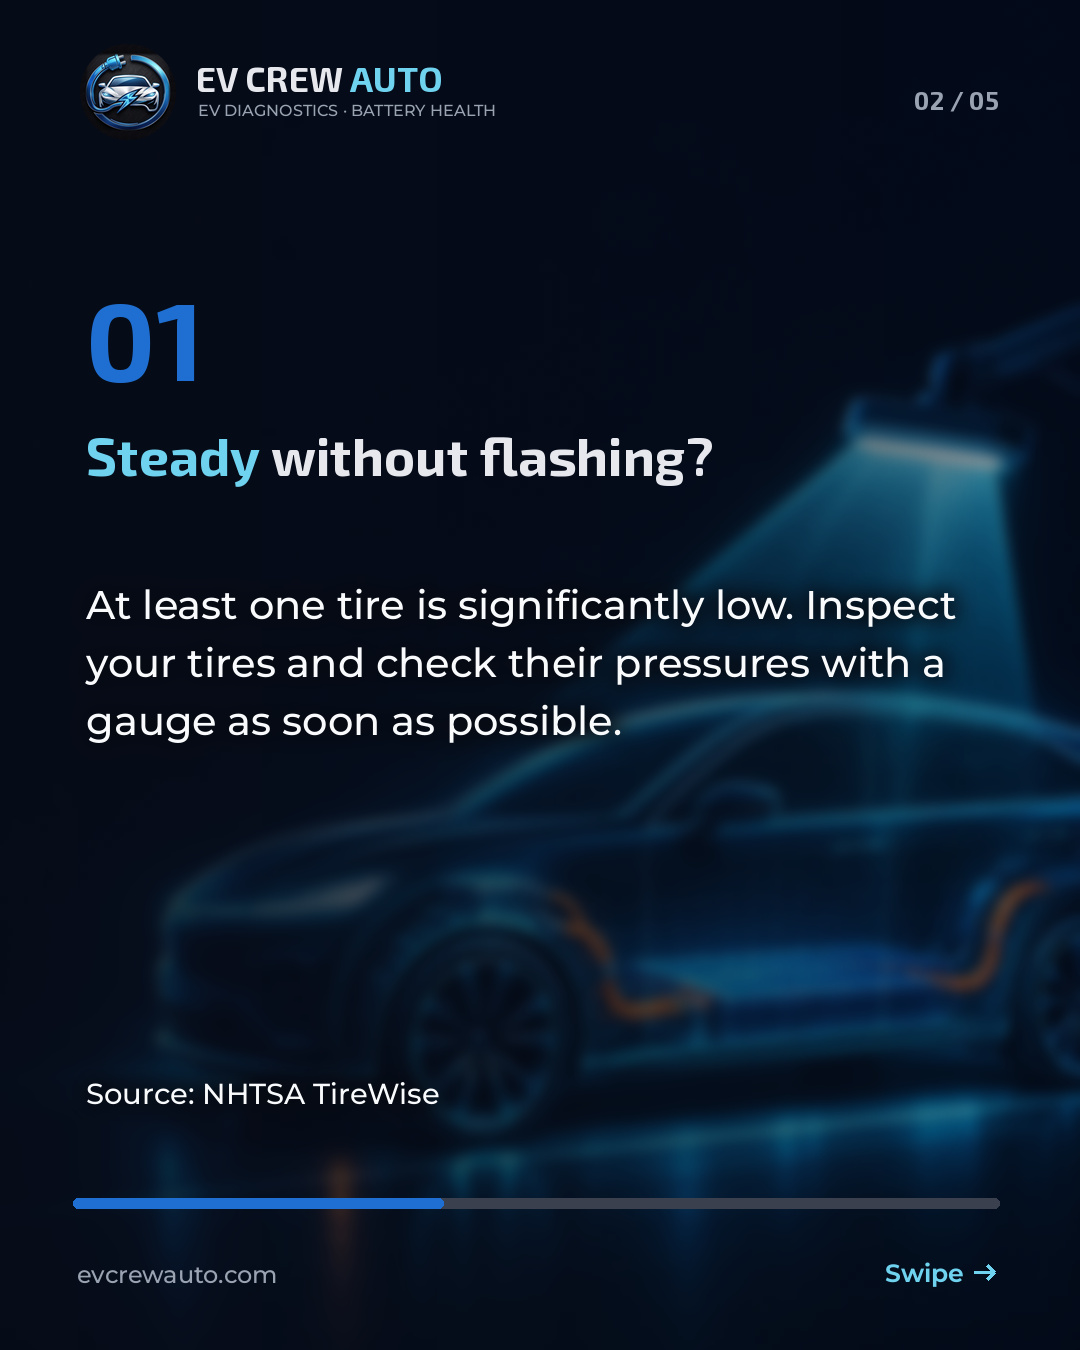 EV CREW AUTO
EV DIAGNOSTICS · BATTERY HEALTH
02 / 05
01
Steady without flashing?
At least one tire is significantly low. Inspect
your tires and check their pressures with a
gauge as soon as possible.
Source: NHTSA TireWise
evcrewauto.com
Swipe →